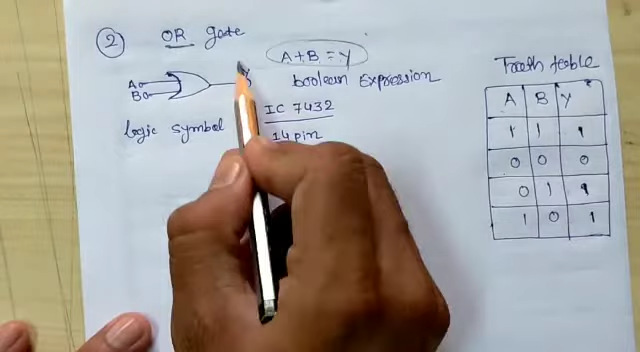 2 OR gate
A+B=Y
A
B
Y
boolean Expression
logic symbol
IC 7432
14 pin
Truth table
A B Y
1 1 1
0 0 0
0 1 1
1 0 1